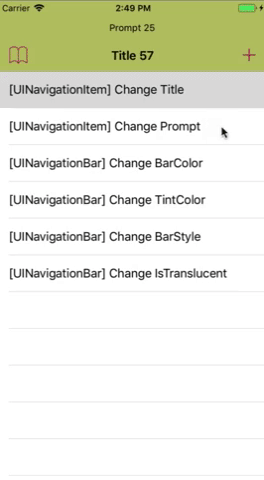 Carrier 2:49 PM
Prompt 25
Title 57
[UINavigationItem] Change Title
[UINavigationItem] Change Prompt
[UINavigationBar] Change BarColor
[UINavigationBar] Change TintColor
[UINavigationBar] Change BarStyle
[UINavigationBar] Change IsTranslucent